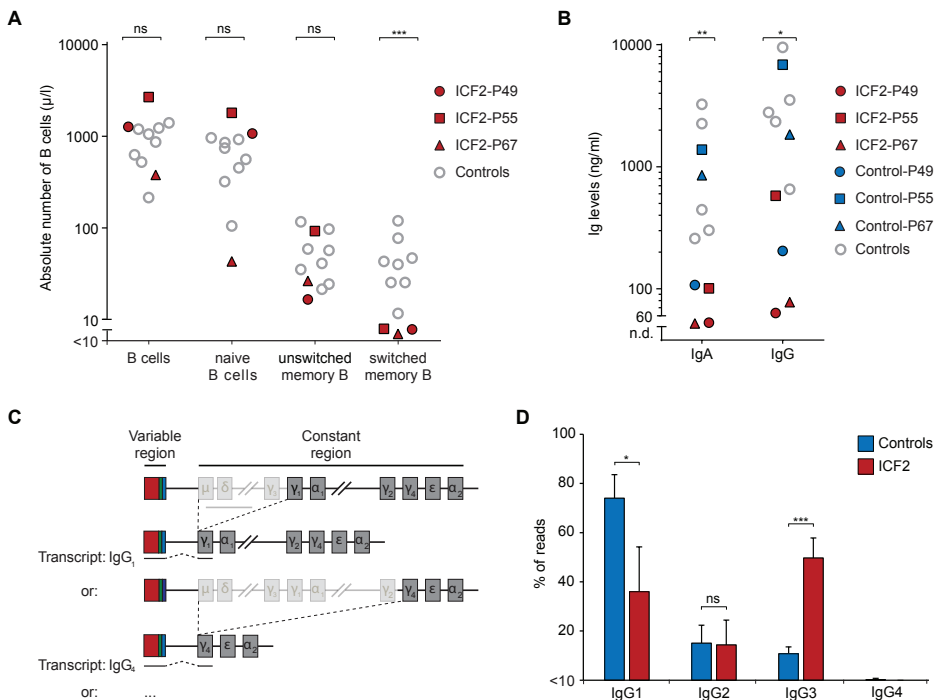 A
ns
ns
ns
***
10000
1000
100
10
<10
Absolute number of B cells (µ/l)
B cells
naive
B cells
unswitched
memory B
switched
memory B
ICF2-P49
ICF2-P55
ICF2-P67
Controls
B
**
*
10000
1000
100
60
n.d.
Ig levels (ng/ml)
IgA
IgG
ICF2-P49
ICF2-P55
ICF2-P67
Control-P49
Control-P55
Control-P67
Controls
C
Variable
region
Constant
region
μ δ γ₃ γ₁ α₁ γ₂ γ₄ ε α₂
γ₁ α₁ γ₂ γ₄ ε α₂
Transcript: IgG₁
or:
μ δ γ₃ γ₁ α γ₂ γ₄ ε α₂
γ₄ ε α₂
Transcript: IgG₄
or: ...
D
Controls
ICF2
*
ns
***
100
80
60
40
20
<10
% of reads
IgG1
IgG2
IgG3
IgG4